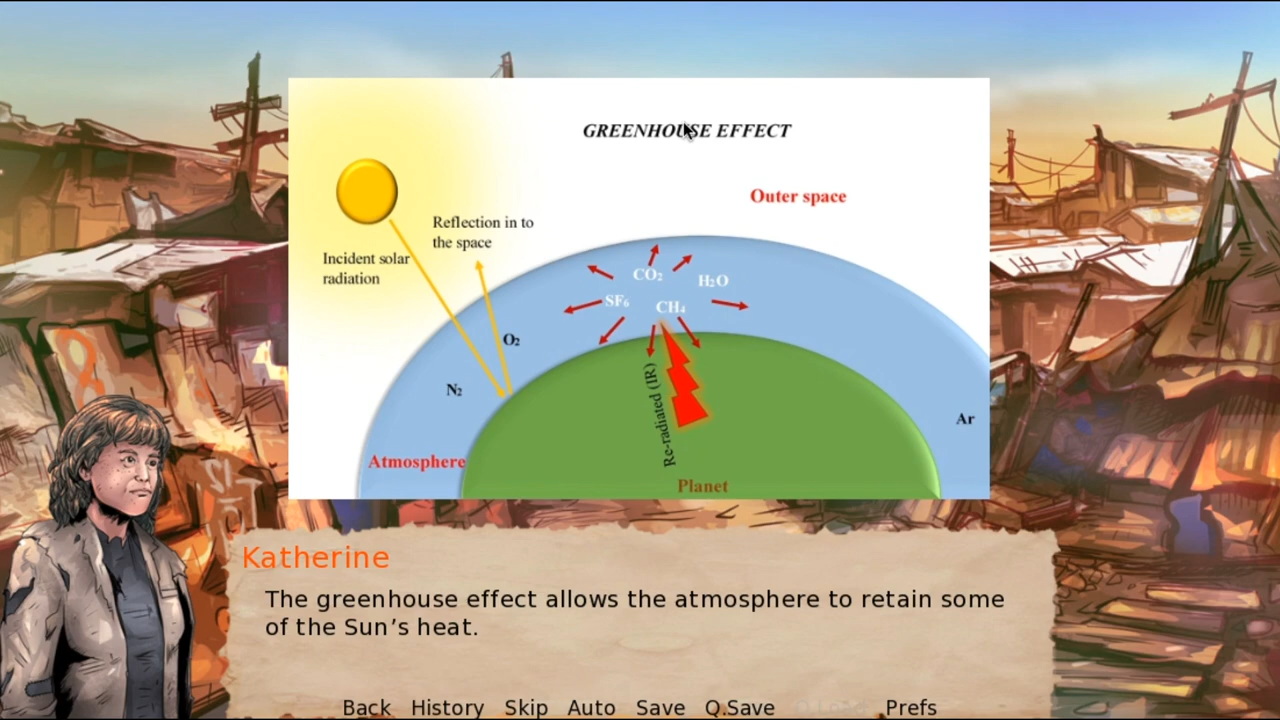 GREENHOUSE EFFECT
Outer space
Reflection in to
the space
Incident solar
radiation
CO₂
H₂O
SF₆
CH₄
O₂
N₂
Re-radiated (IR)
Ar
Atmosphere
Planet
Katherine
The greenhouse effect allows the atmosphere to retain some
of the Sun’s heat.
Back History Skip Auto Save Q.Save Prefs